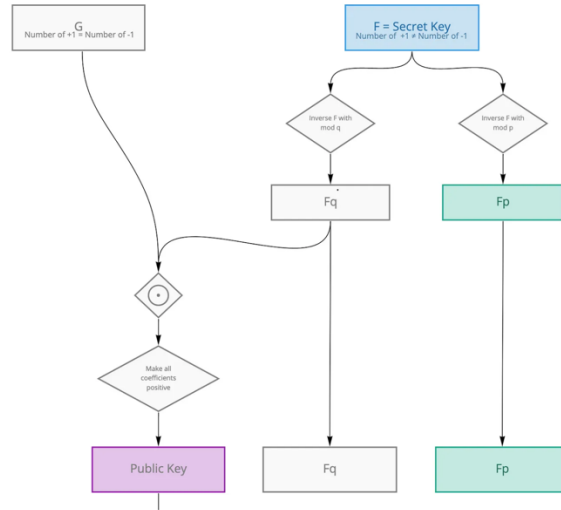 G
Number of +1 = Number of -1
F = Secret Key
Number of +1 ≠ Number of -1
Inverse F with
mod q
Inverse F with
mod p
Fq
Fp
Make all
coefficients
positive
Public Key
Fq
Fp